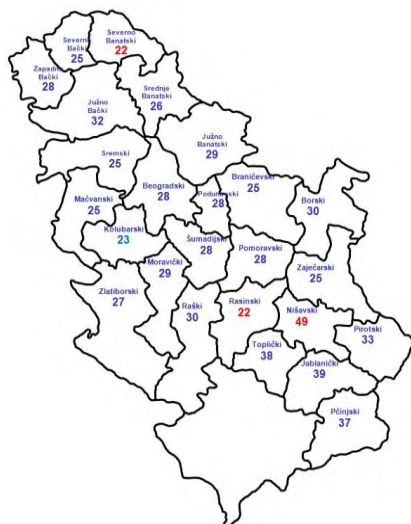 Severno
Bački
25
Severno
Banatski
22
Zapadno
Bački
28
Srednje
Banatski
26
Južno
Bački
32
Južno
Banatski
29
Sremski
25
Beogradski
28
Podunavski
28
Braničevski
25
Borski
30
Mačvanski
25
Kolubarski
23
Šumadijski
28
Pomoravski
28
Zaječarski
25
Moravički
29
Zlatiborski
27
Raški
30
Rasinski
22
Nišavski
49
Pirotski
33
Toplički
38
Jablanički
39
Pčinjski
37